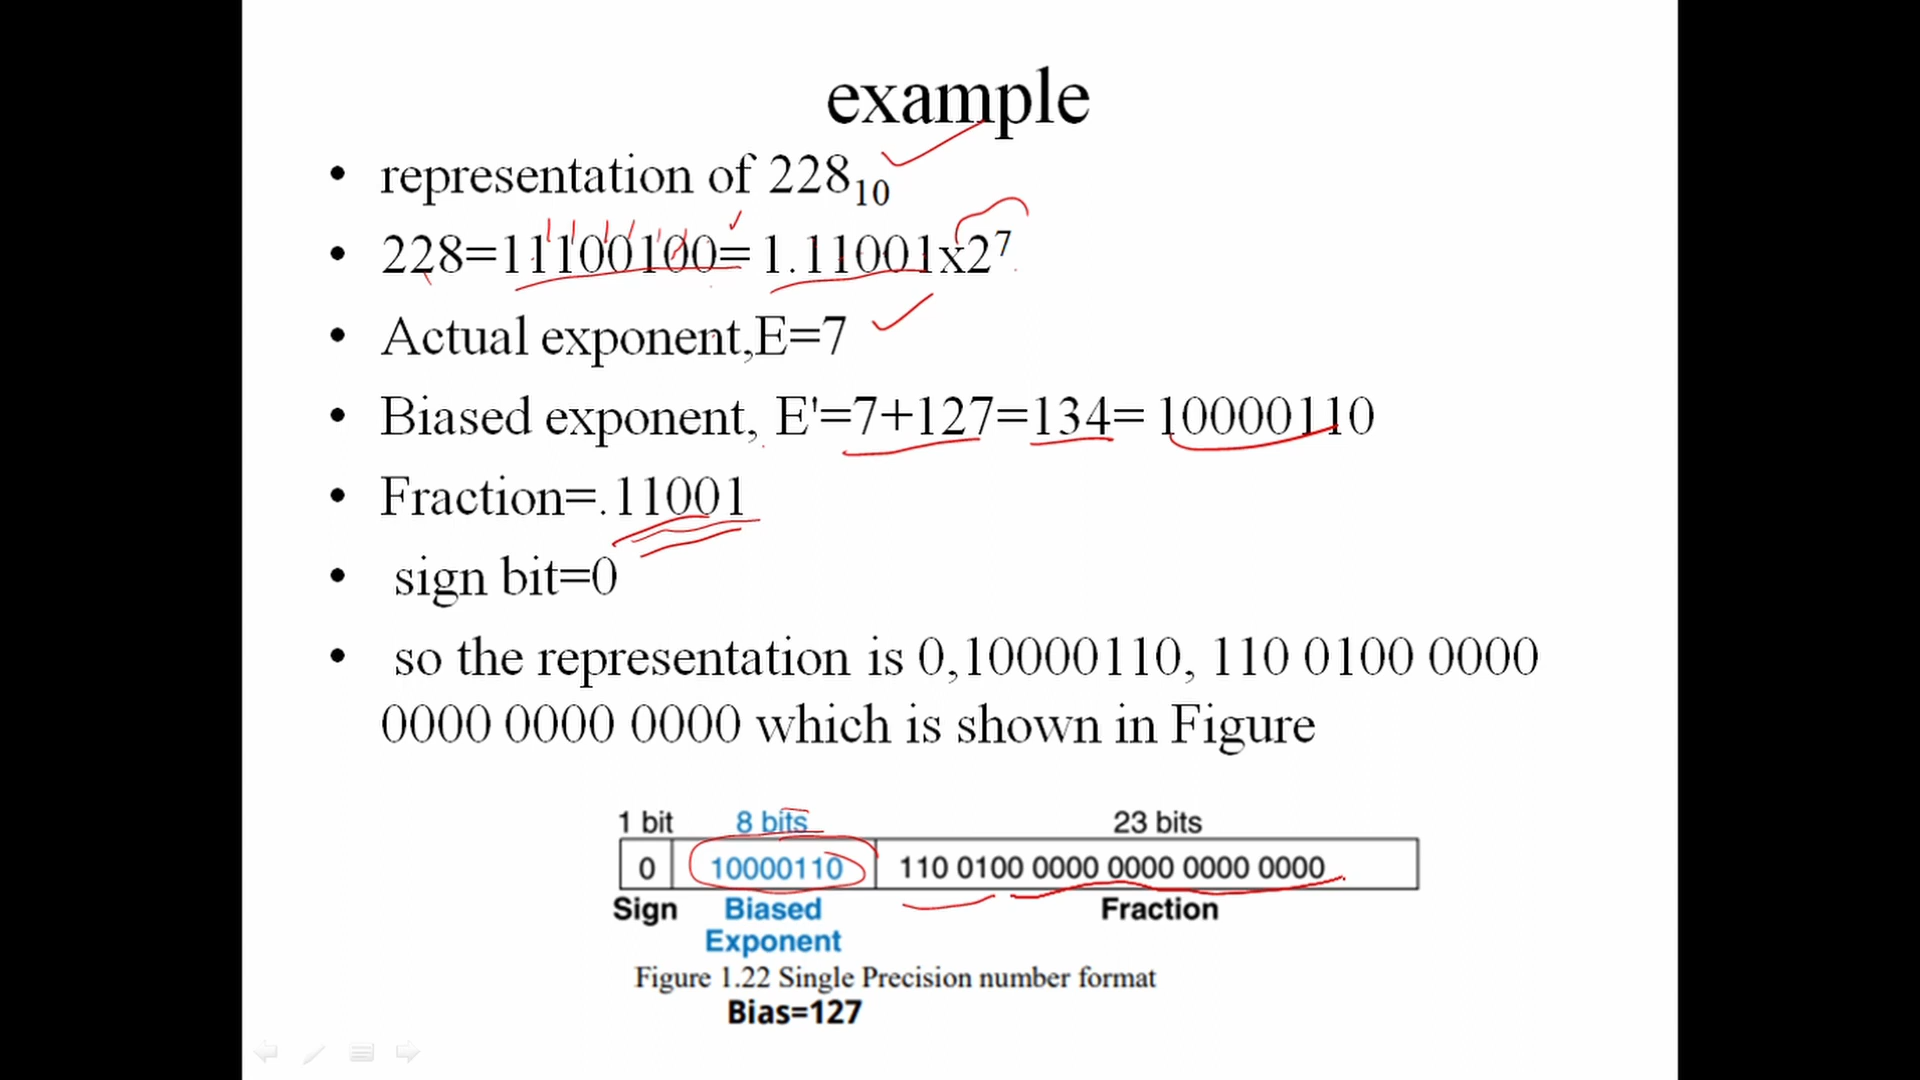 example
• representation of 228₁₀
• 228=11100100= 1.11001x2⁷
• Actual exponent,E=7
• Biased exponent, E'=7+127=134= 10000110
• Fraction=.11001
• sign bit=0
• so the representation is 0,10000110, 110 0100 0000
0000 0000 0000 which is shown in Figure
1 bit 8 bits 23 bits
0 10000110 110 0100 0000 0000 0000 0000
Sign Biased Fraction
Exponent
Figure 1.22 Single Precision number format
Bias=127